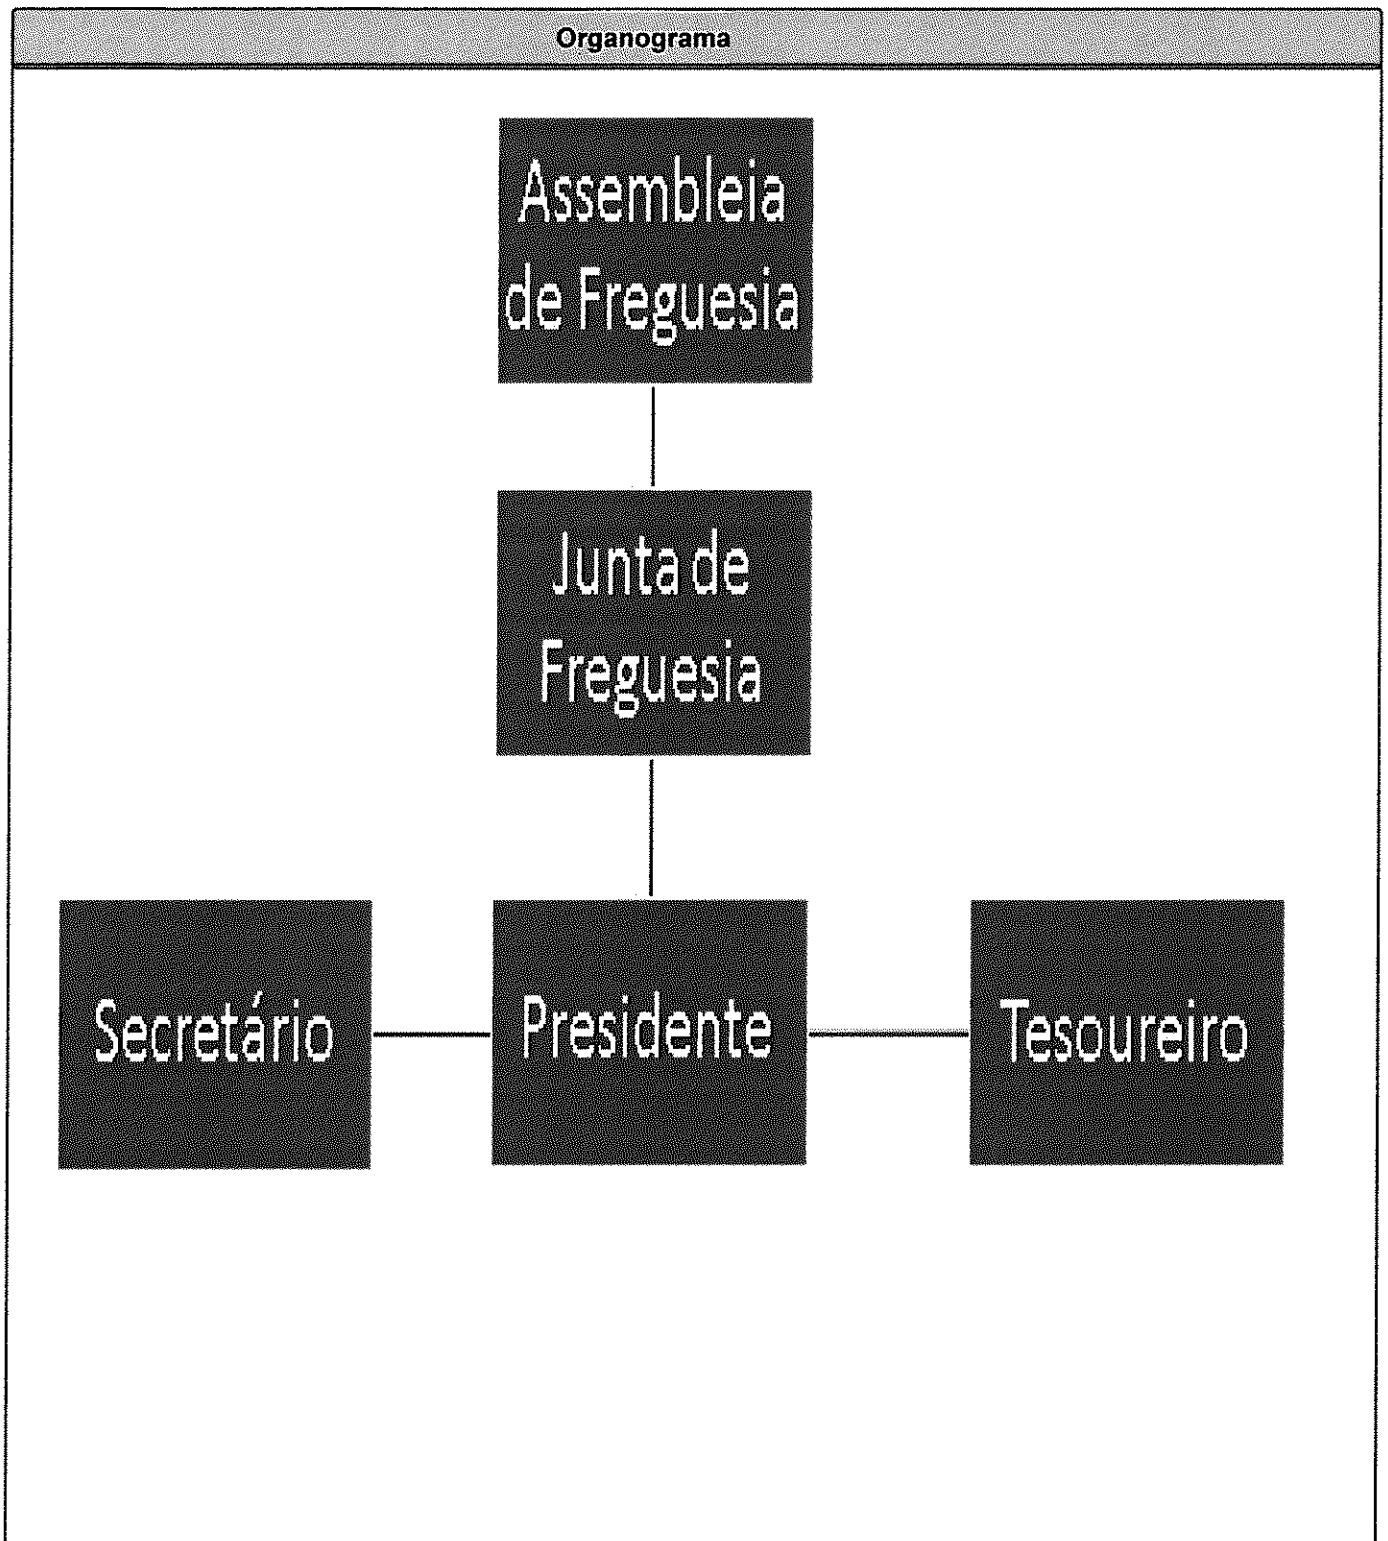 Organograma
Assembleia
de Freguesia
Junta de
Freguesia
Secretário
Presidente
Tesoureiro